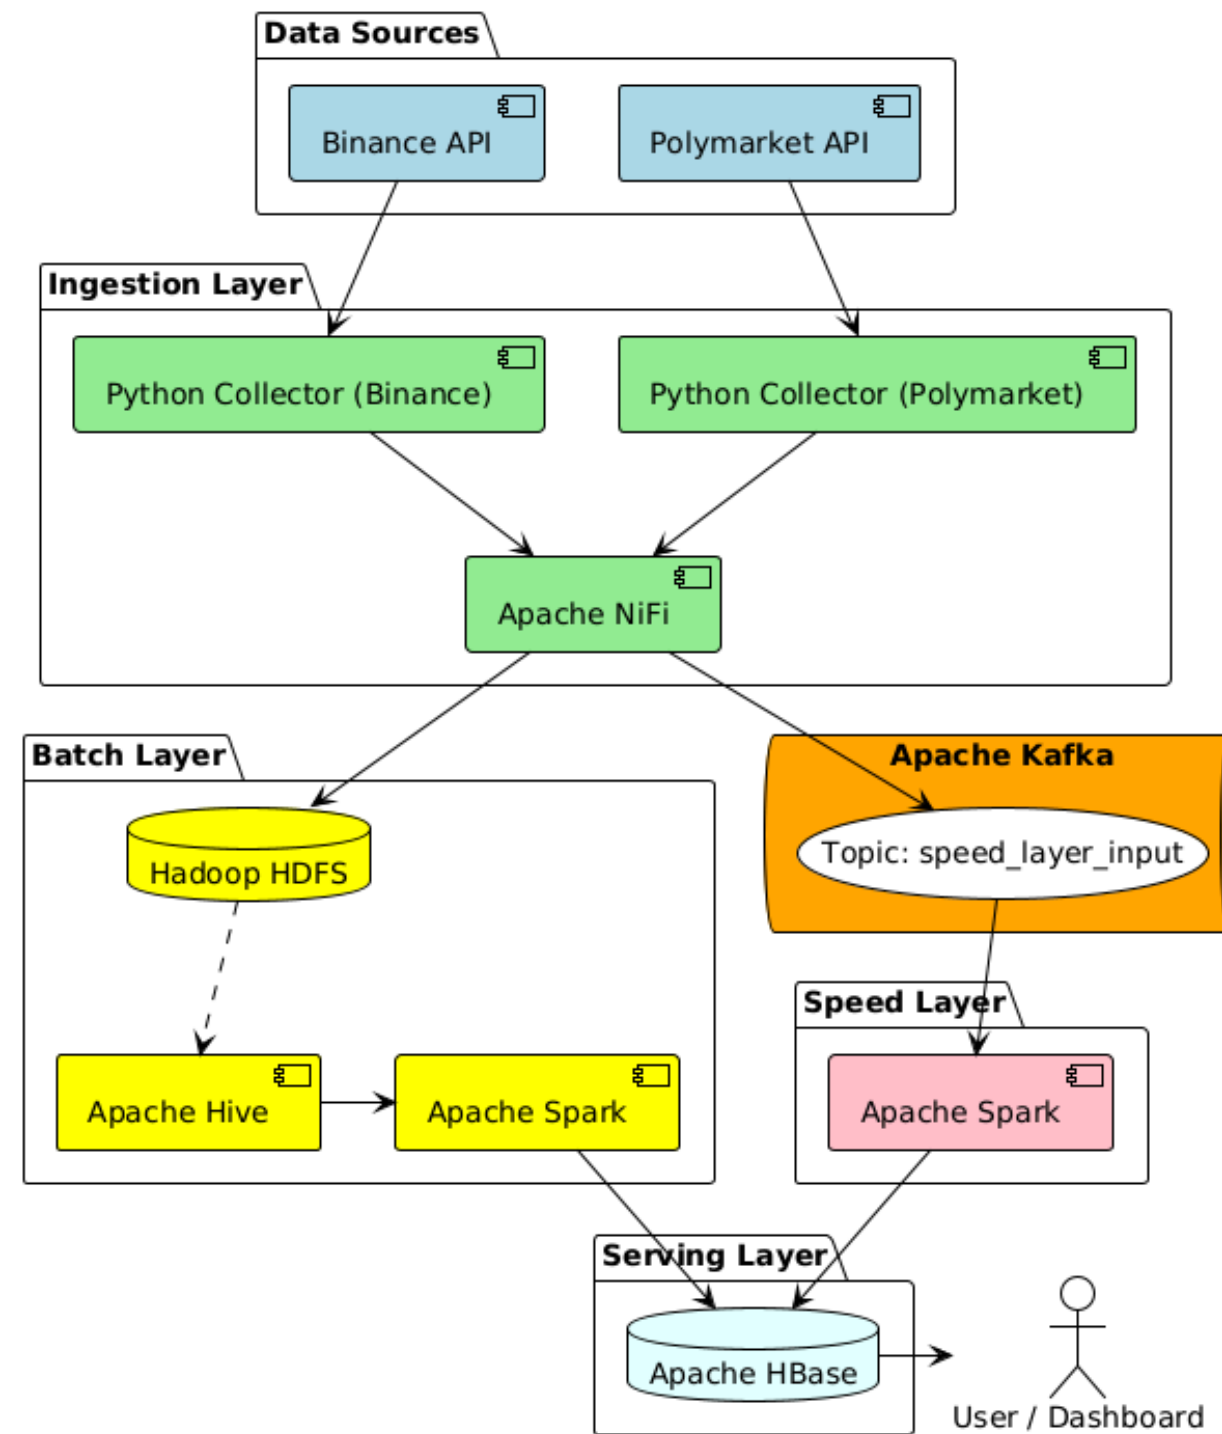 Data Sources
Binance API
Polymarket API
Ingestion Layer
Python Collector (Binance)
Python Collector (Polymarket)
Apache NiFi
Batch Layer
Apache Kafka
Hadoop HDFS
Topic: speed_layer_input
Speed Layer
Apache Hive
Apache Spark
Apache Spark
Serving Layer
Apache HBase
User / Dashboard